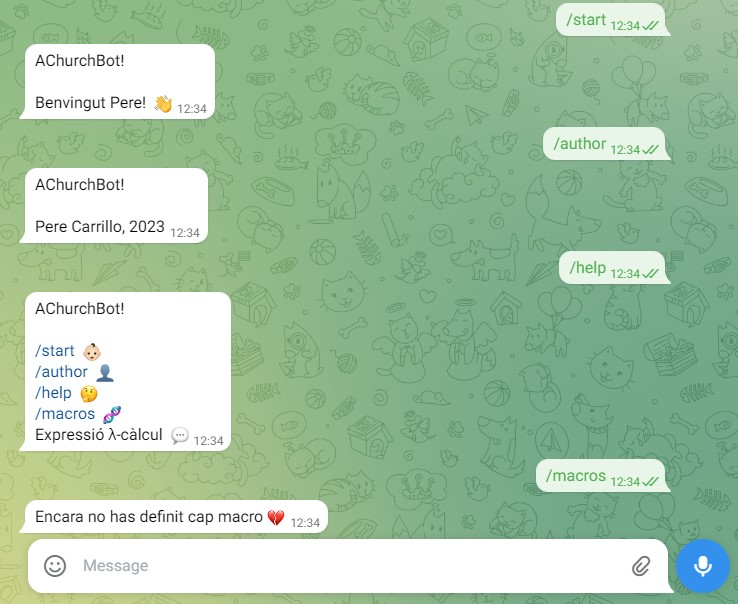 /start 12:34
AChurchBot!
Benvingut Pere! 👋 12:34
/author 12:34
AChurchBot!
Pere Carrillo, 2023 12:34
/help 12:34
AChurchBot!
/start 👶🏻
/author 👤
/help 🤔
/macros 🧬
Expressió λ-càlcul 💬 12:34
/macros 12:34
Encara no has definit cap macro 💔 12:34
Message